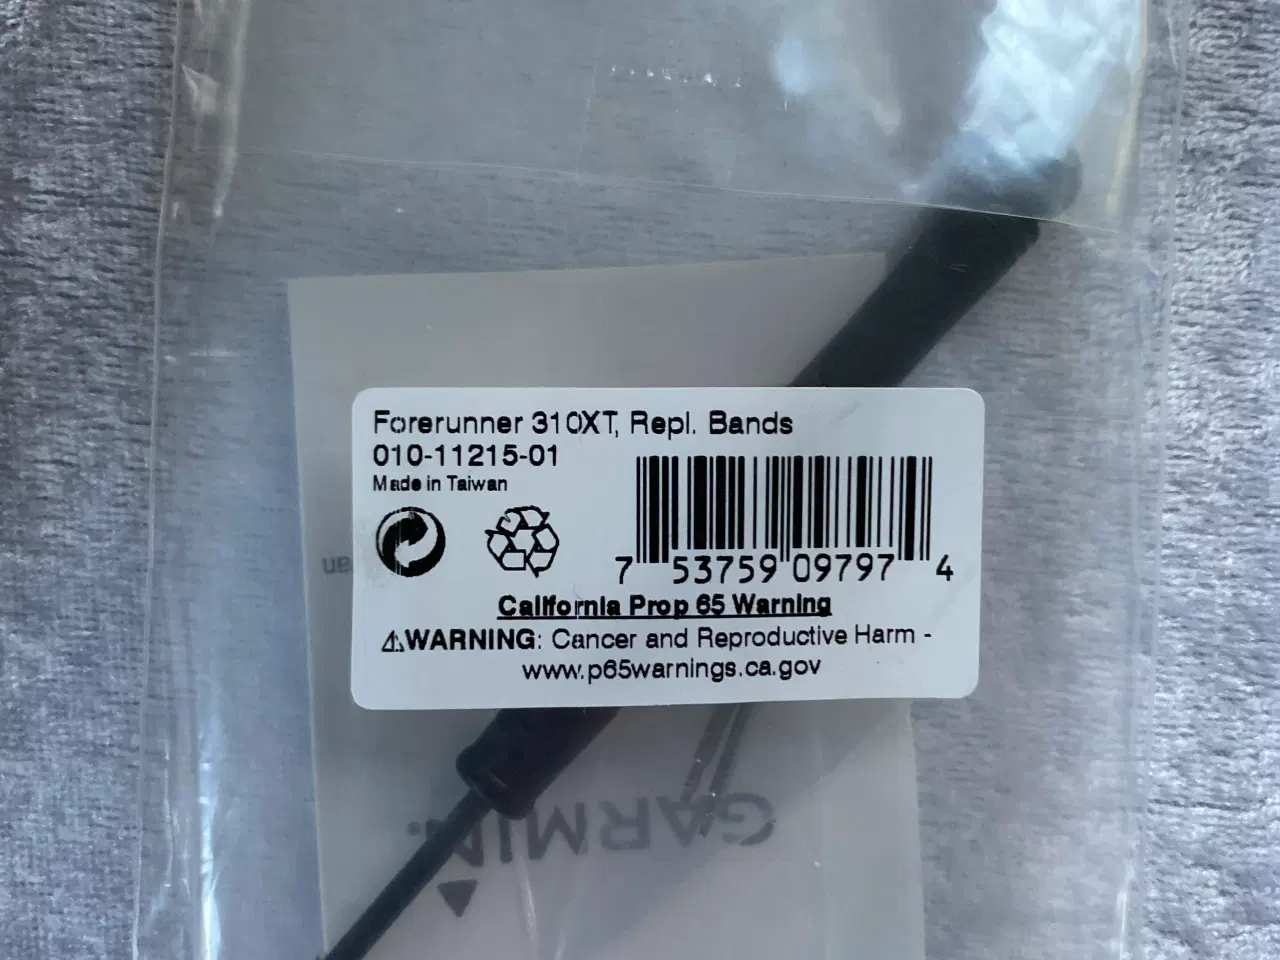 Forerunner 310XT, Repl. Bands
010-11215-01
Made in Taiwan
7 53759 09797 4
California Prop 65 Warning
⚠WARNING: Cancer and Reproductive Harm -
www.p65warnings.ca.gov
GARMIN.